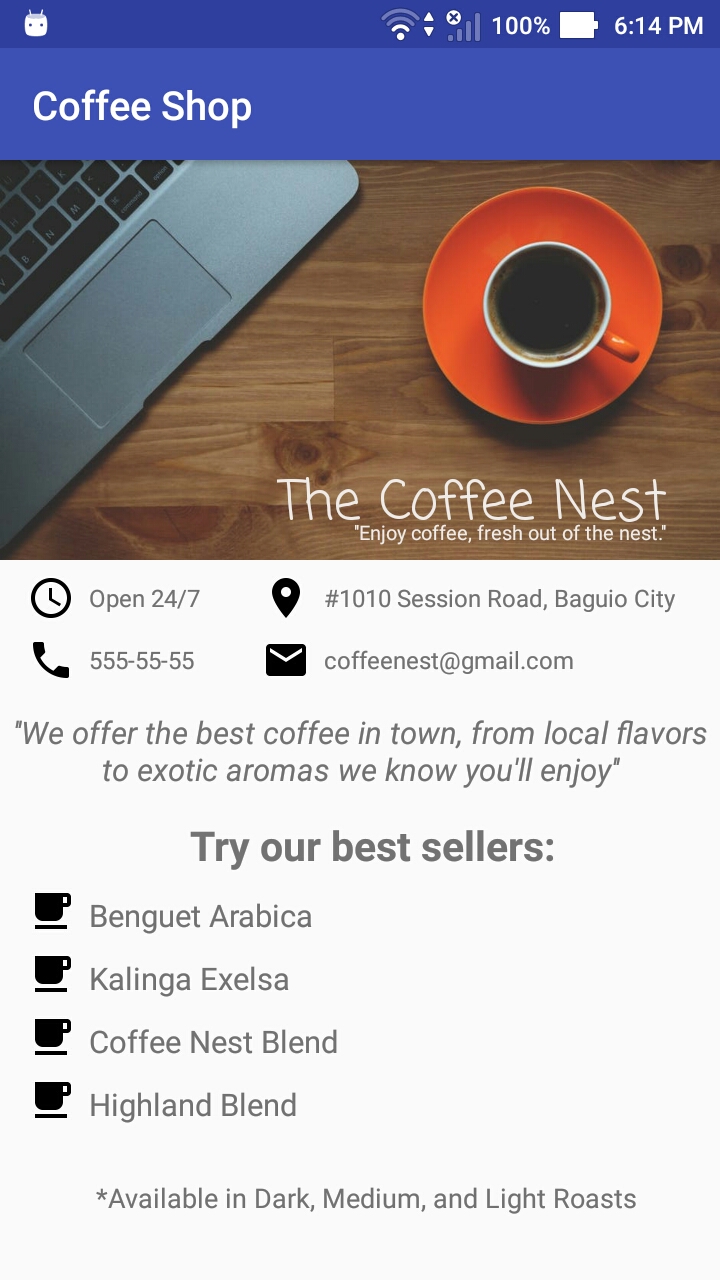 100% 6:14 PM
Coffee Shop
The Coffee Nest
"Enjoy coffee, fresh out of the nest."
Open 24/7
#1010 Session Road, Baguio City
555-55-55
coffeenest@gmail.com
"We offer the best coffee in town, from local flavors
to exotic aromas we know you'll enjoy"
Try our best sellers:
Benguet Arabica
Kalinga Exelsa
Coffee Nest Blend
Highland Blend
*Available in Dark, Medium, and Light Roasts